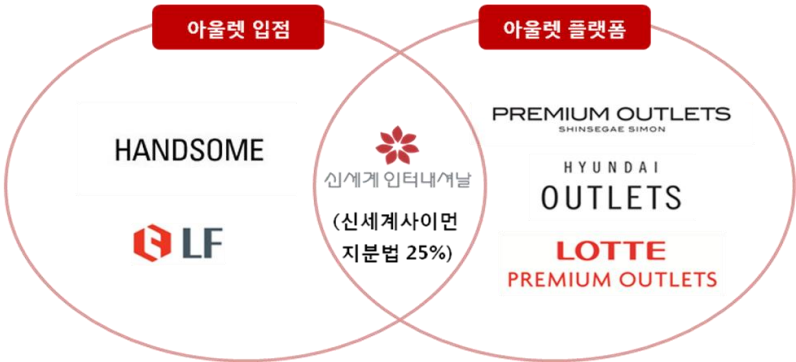 아울렛 입점
아울렛 플랫폼
HANDSOME
LF
신세계인터내셔날
(신세계사이먼
지분법 25%)
PREMIUM OUTLETS
SHINSEGAE SIMON
HYUNDAI
OUTLETS
LOTTE
PREMIUM OUTLETS